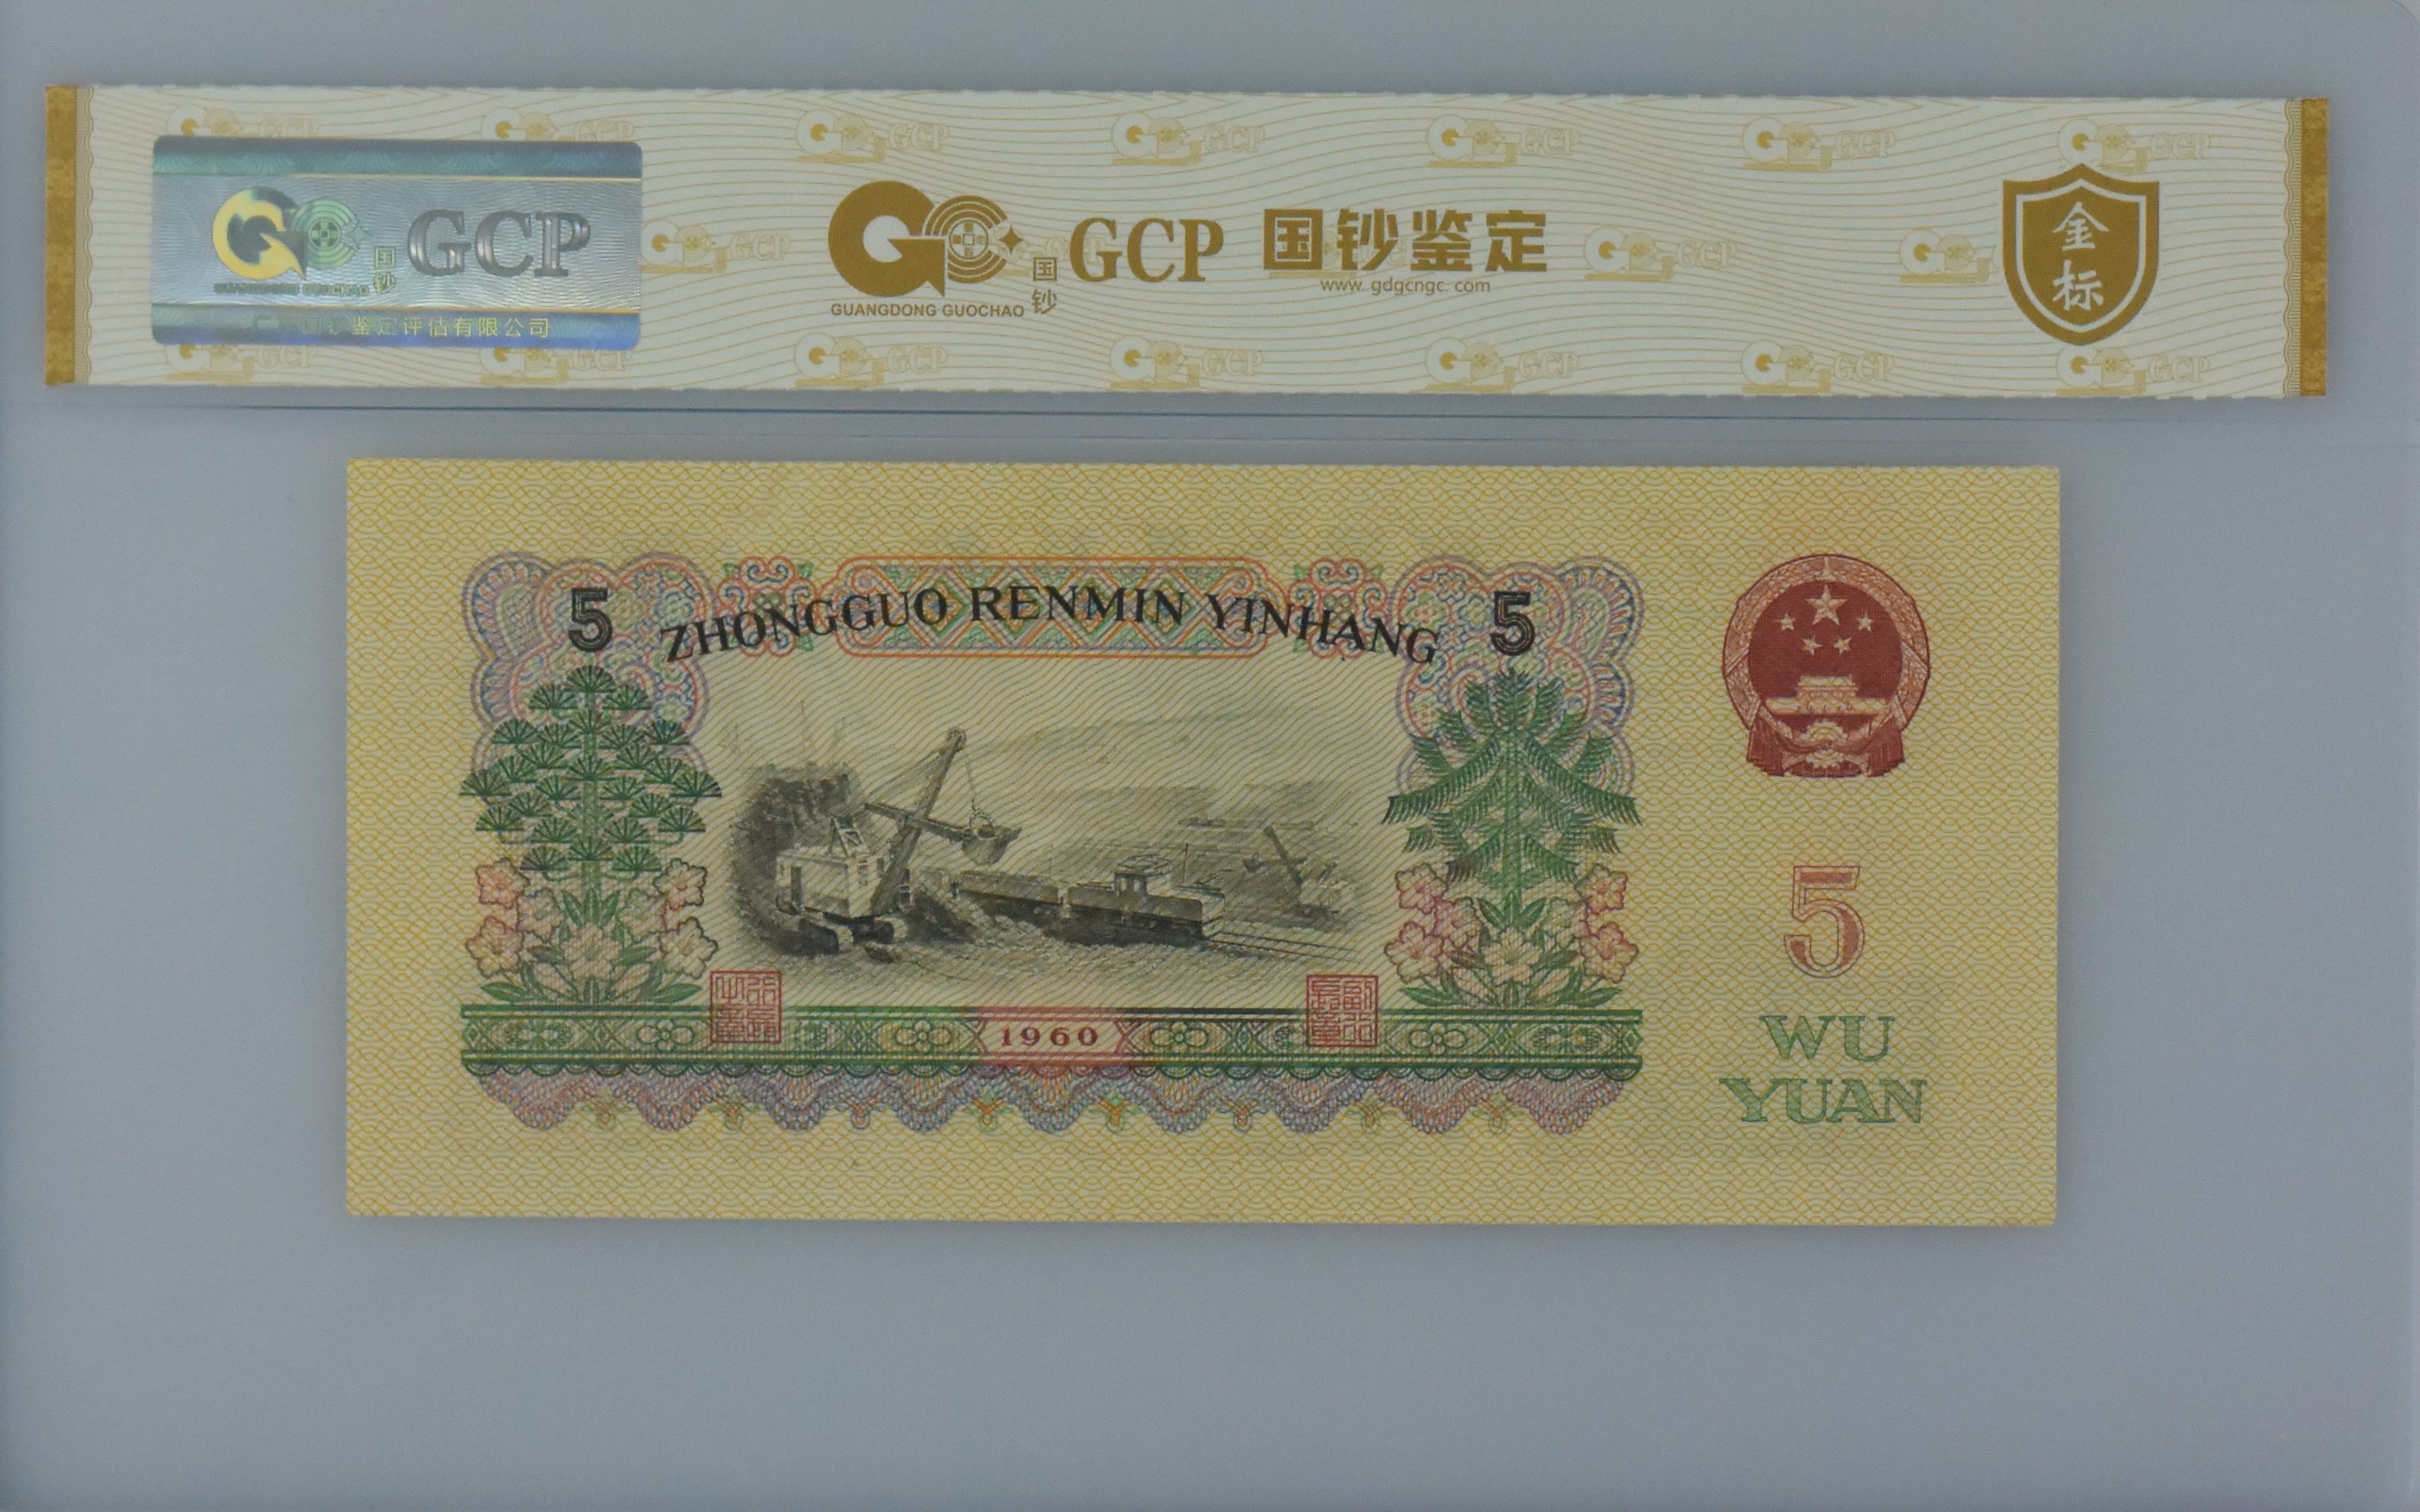 GCP
国钞
GUANGDONG GUOCHAO
鉴定评估有限公司
GCP 国钞鉴定
www. gdgcngc. com
GUANGDONG GUOCHAO
国钞
金标
5 ZHONGGUO RENMIN YINHANG 5
1960
5
WU
YUAN